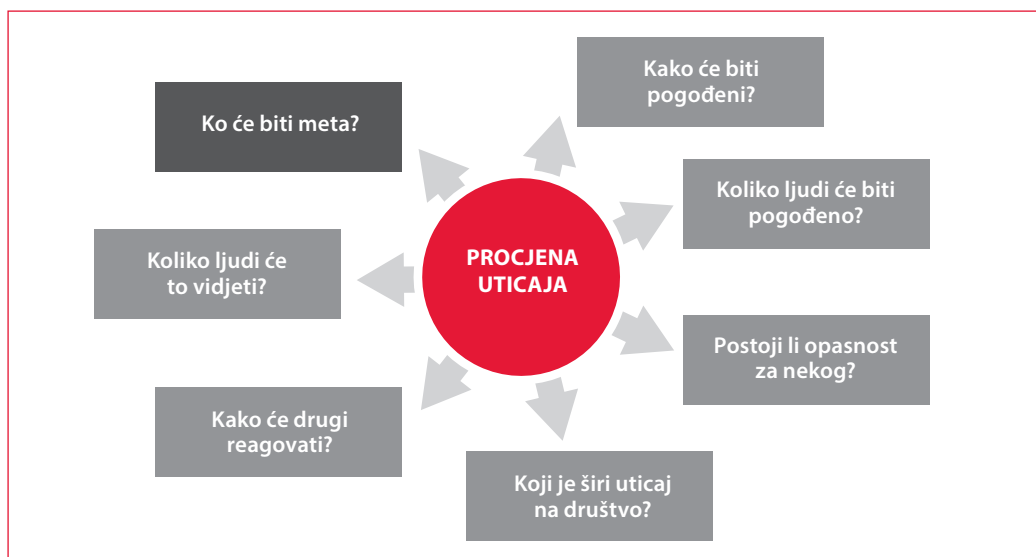 Kako će biti
pogođeni?
Ko će biti meta?
Koliko ljudi će biti
pogođeno?
PROCJENA
UTICAJA
Koliko ljudi će
to vidjeti?
Postoji li opasnost
za nekog?
Kako će drugi
reagovati?
Koji je širi uticaj
na društvo?